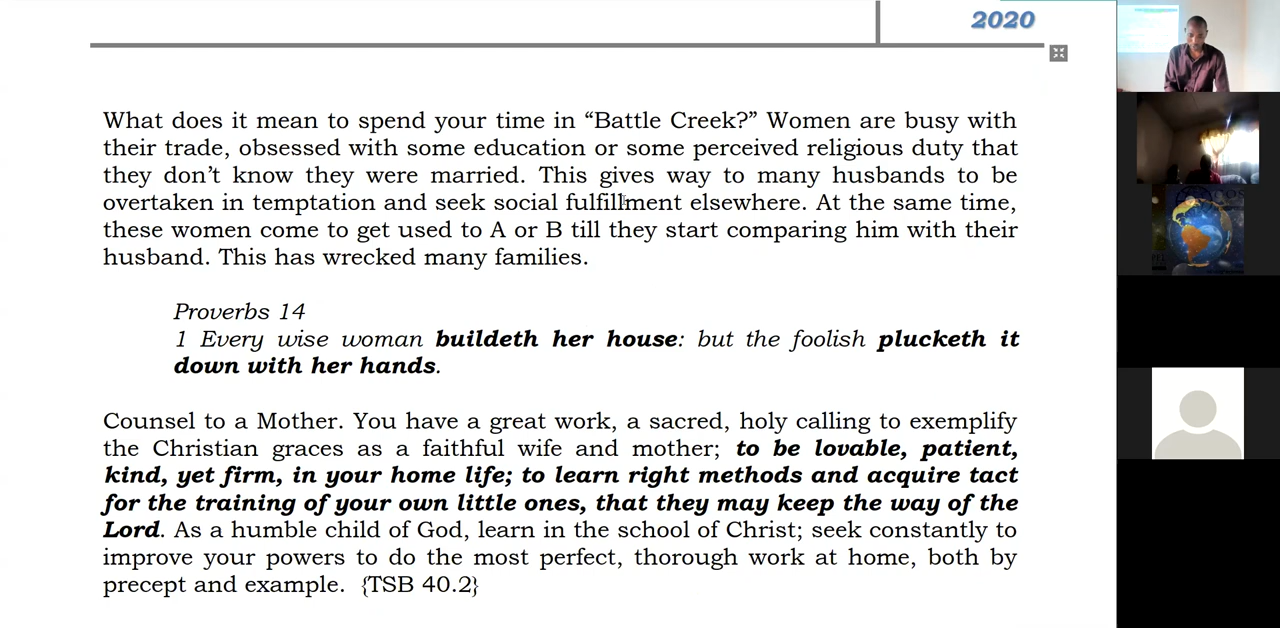 2020
What does it mean to spend your time in “Battle Creek?” Women are busy with
their trade, obsessed with some education or some perceived religious duty that
they don’t know they were married. This gives way to many husbands to be
overtaken in temptation and seek social fulfillment elsewhere. At the same time,
these women come to get used to A or B till they start comparing him with their
husband. This has wrecked many families.
Proverbs 14
1 Every wise woman buildeth her house: but the foolish plucketh it
down with her hands.
Counsel to a Mother. You have a great work, a sacred, holy calling to exemplify
the Christian graces as a faithful wife and mother; to be lovable, patient,
kind, yet firm, in your home life; to learn right methods and acquire tact
for the training of your own little ones, that they may keep the way of the
Lord. As a humble child of God, learn in the school of Christ; seek constantly to
improve your powers to do the most perfect, thorough work at home, both by
precept and example. {TSB 40.2}